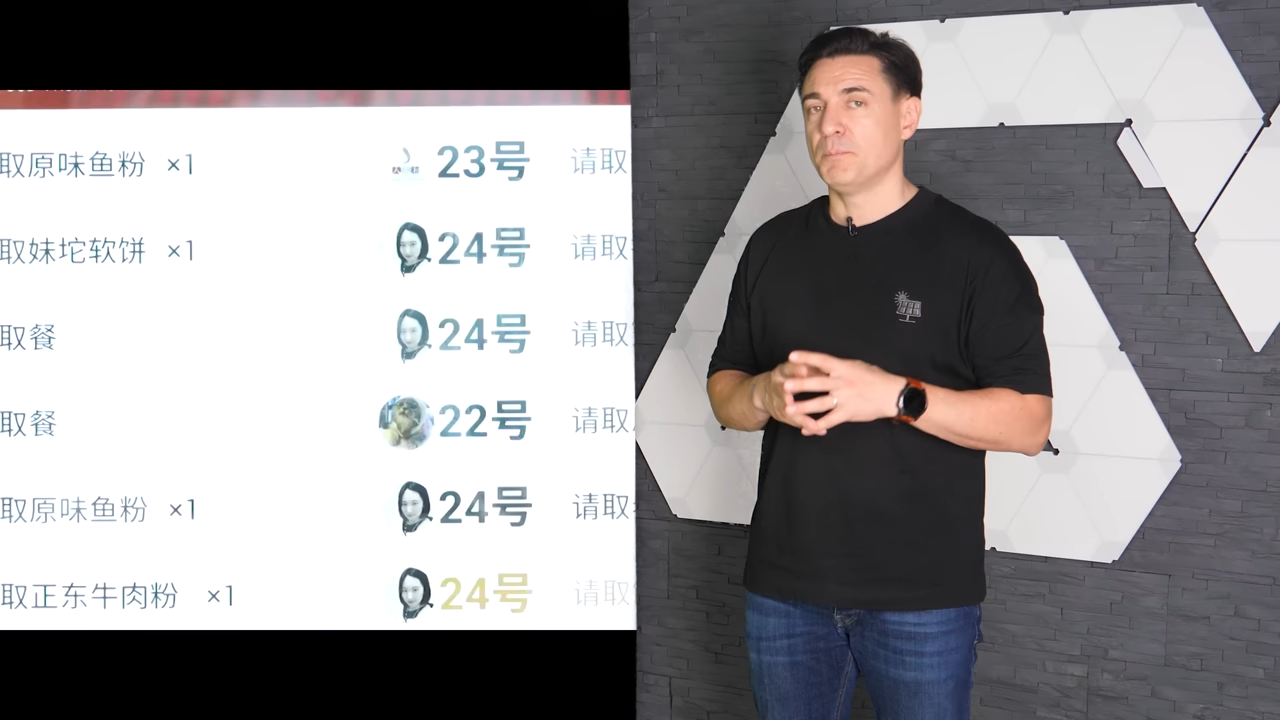 取原味鱼粉 ×1 23号 请取
取妹坨软饼 ×1 24号 请取
取餐 24号 请取
取餐 22号 请取
取原味鱼粉 ×1 24号 请取
取正东牛肉粉 ×1 24号 请取